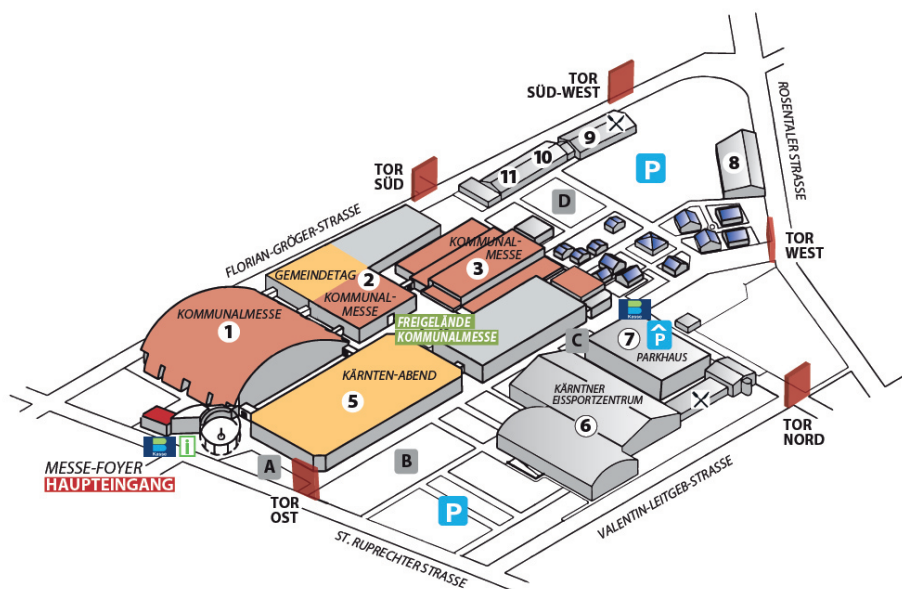 TOR
SÜD-WEST
ROSENTALER STRASSE
9
10
11
P
8
TOR
SÜD
D
FLORIAN-GRÖGER-STRASSE
TOR
WEST
KOMMUNAL-
MESSE
3
GEMEINDETAG
2
KOMMUNAL-
MESSE
KOMMUNALMESSE
1
FREIGELÄNDE
KOMMUNALMESSE
B
Kasse
C
7
P
PARKHAUS
KÄRNTEN-ABEND
5
KÄRNTNER
EISSPORTZENTRUM
6
TOR
NORD
B
Kasse
i
MESSE-FOYER
HAUPTEINGANG
A
B
TOR
OST
P
ST. RUPRECHTER STRASSE
VALENTIN-LEITGEB-STRASSE